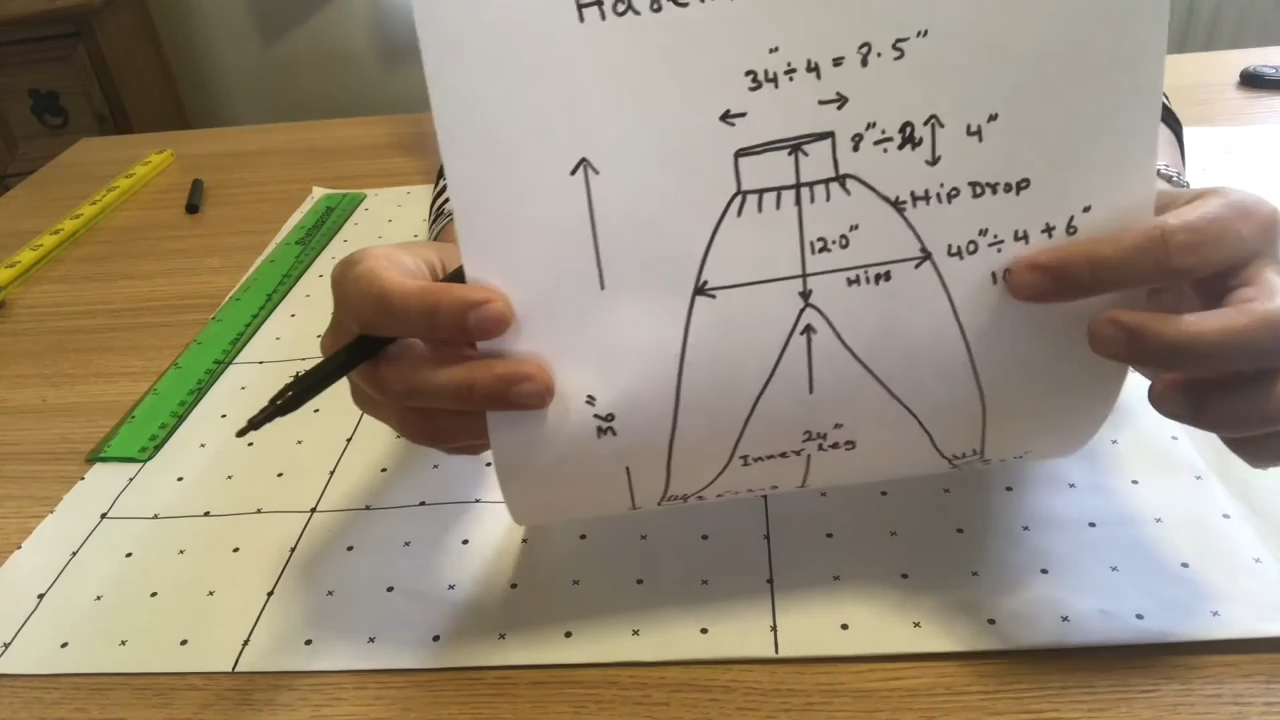 34" ÷ 4 = 8.5"
8" ÷ 2 4"
Hip Drop
12.0"
40" ÷ 4 + 6"
Hips
36"
24"
Inner leg